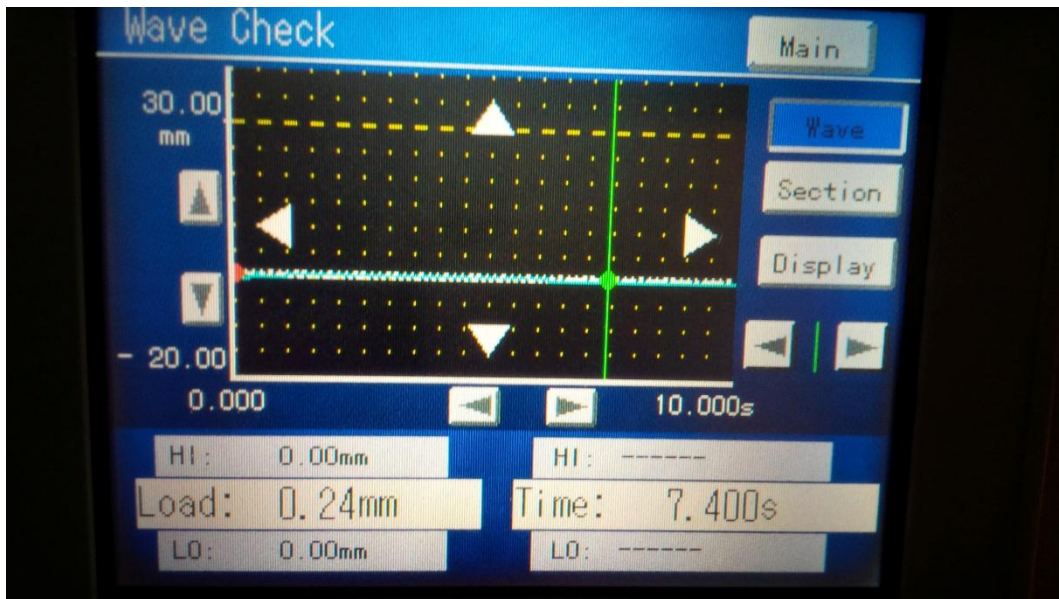 Wave Check
Main
30.00
mm
Wave
Section
Display
- 20.00
0.000
10.000s
HI: 0.00mm
HI: ------
Load: 0.24mm
Time: 7.400s
LO: 0.00mm
LO: ------